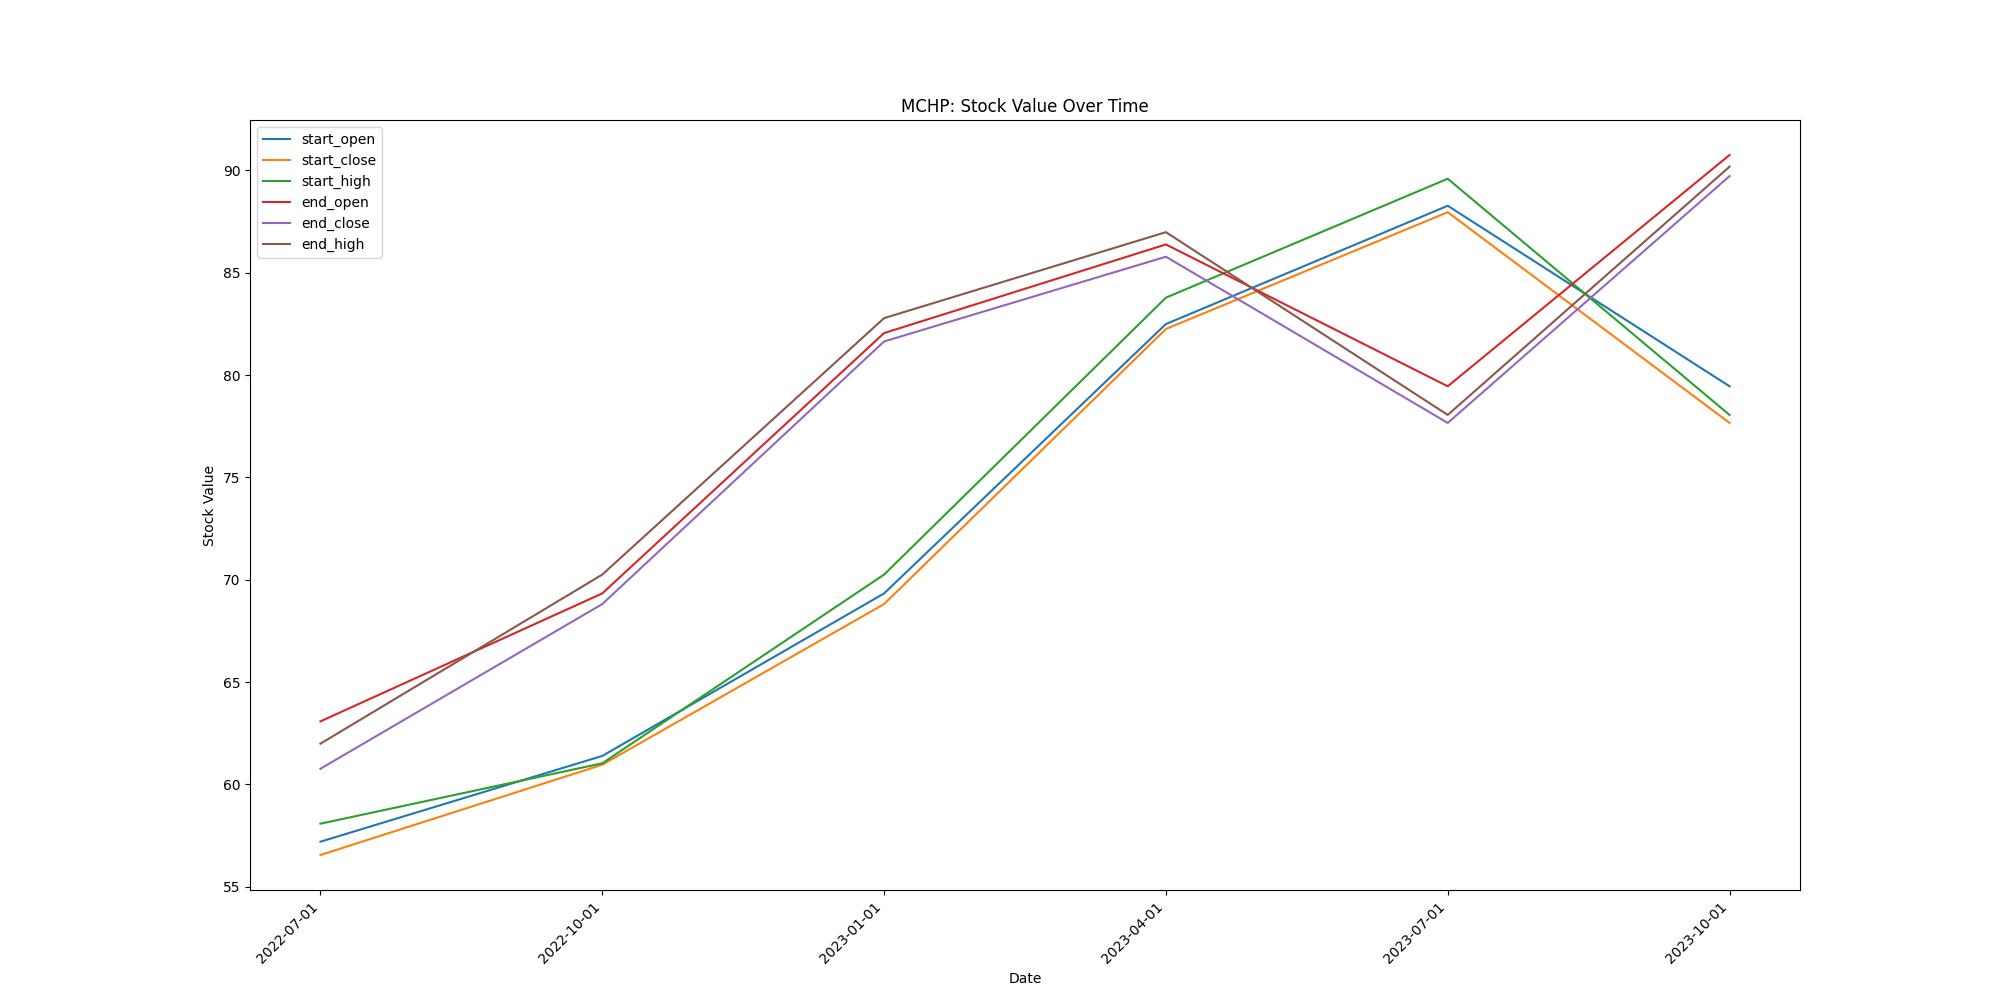 MCHP: Stock Value Over Time
start_open
start_close
start_high
end_open
end_close
end_high
90
85
80
75
70
65
60
55
Stock Value
2022-07-01
2022-10-01
2023-01-01
2023-04-01
2023-07-01
2023-10-01
Date